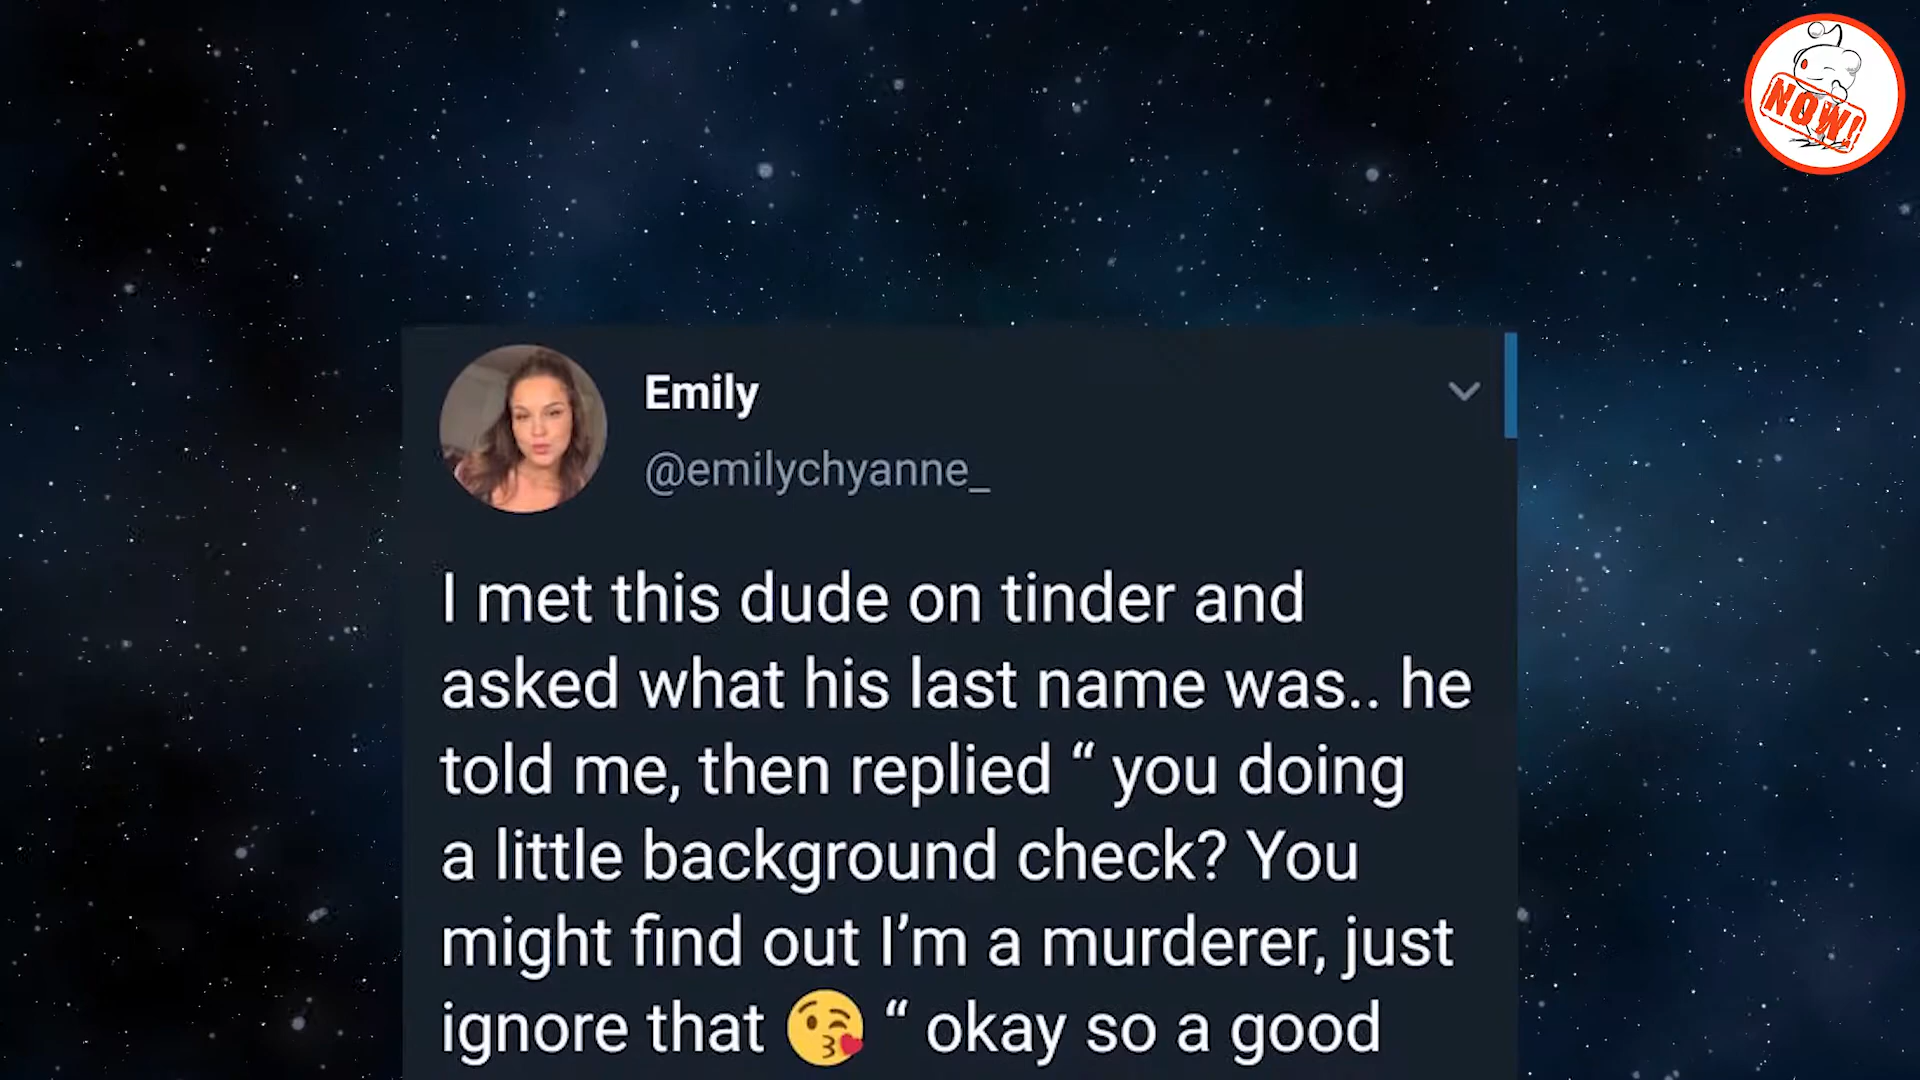 NOW!
Emily
@emilychyanne_
I met this dude on tinder and
asked what his last name was.. he
told me, then replied “ you doing
a little background check? You
might find out I’m a murderer, just
ignore that 😘 “ okay so a good